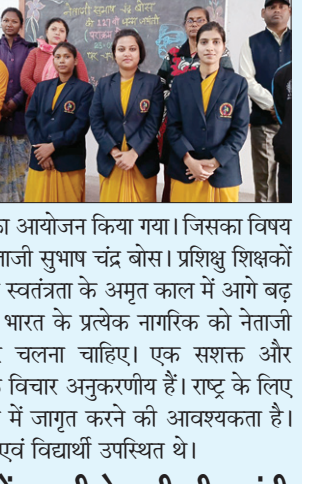 नेताजी सुभाष चंद्र बोस
की 127वीं जन्म जयंती
का आयोजन किया गया। जिसका विषय
ताजी सुभाष चंद्र बोस। प्रशिक्षु शिक्षकों
स्वतंत्रता के अमृत काल में आगे बढ़
भारत के प्रत्येक नागरिक को नेताजी
चलना चाहिए। एक सशक्त और
विचार अनुकरणीय हैं। राष्ट्र के लिए
में जागृत करने की आवश्यकता है।
एवं विद्यार्थी उपस्थित थे।